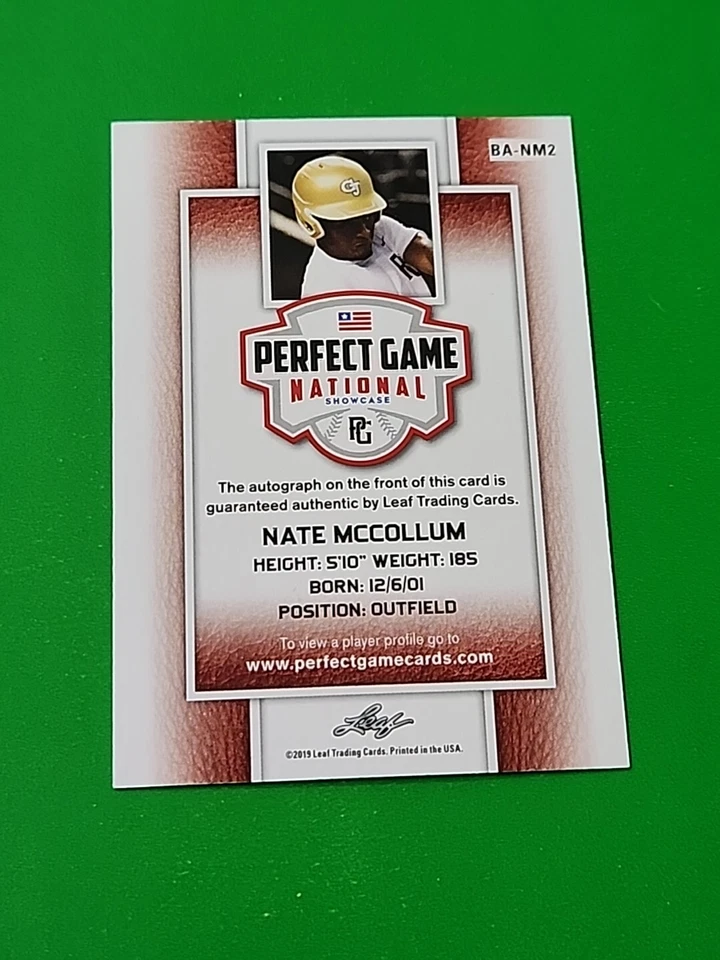 BA-NM2
CJ
PERFECT GAME
NATIONAL
SHOWCASE
PG
The autograph on the front of this card is
guaranteed authentic by Leaf Trading Cards.
NATE MCCOLLUM
HEIGHT: 5'10" WEIGHT: 185
BORN: 12/6/01
POSITION: OUTFIELD
To view a player profile go to
www.perfectgamecards.com
Leaf
©2019 Leaf Trading Cards. Printed in the USA.